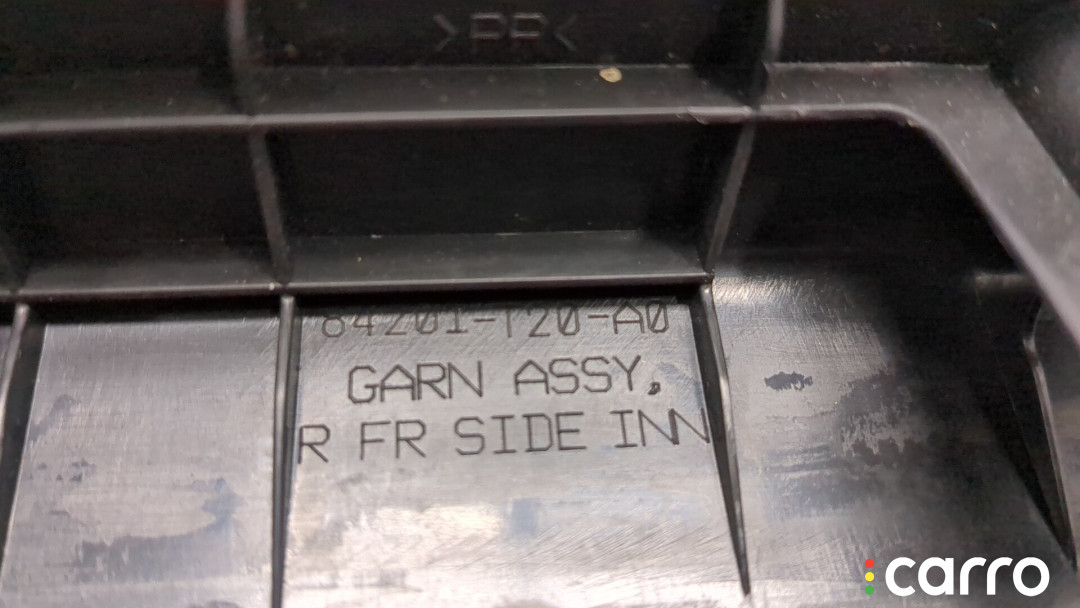 >PP<
84201-T20-A0
GARN ASSY,
R FR SIDE INN
carro